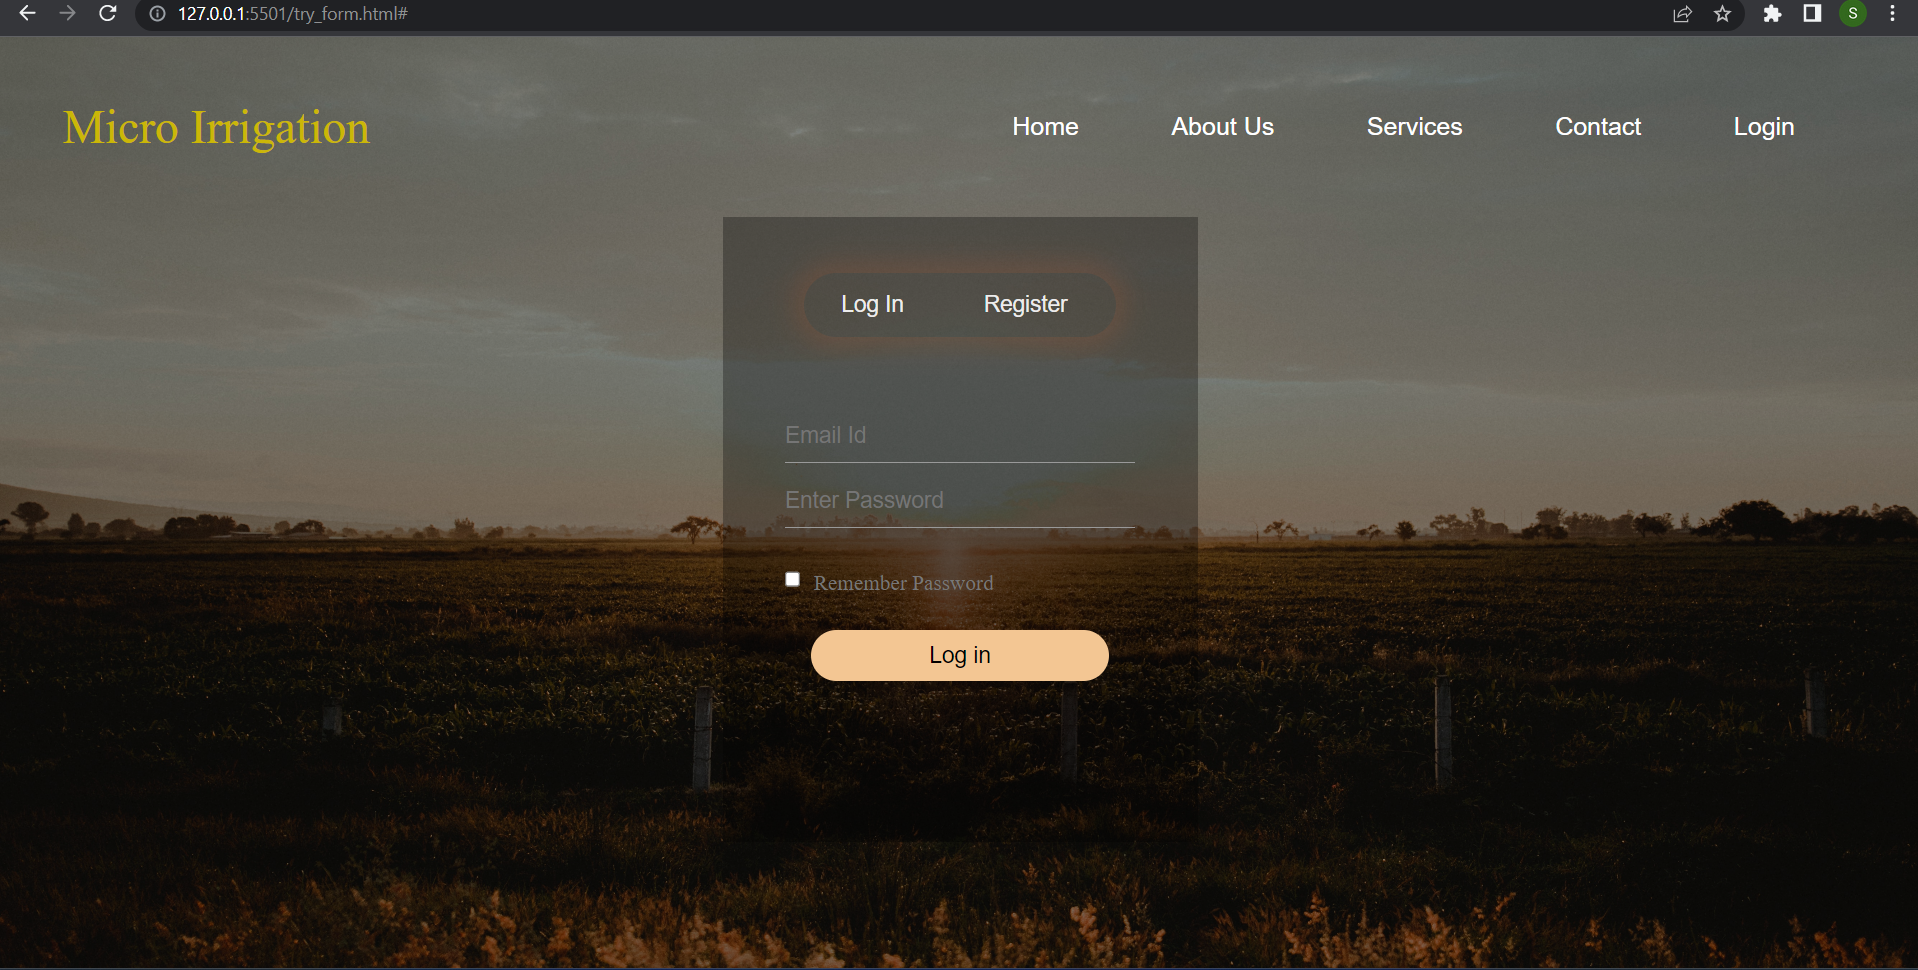 127.0.0.1:5501/try_form.html#
S
Micro Irrigation
Home About Us Services Contact Login
Log In Register
Email Id
Enter Password
Remember Password
Log in